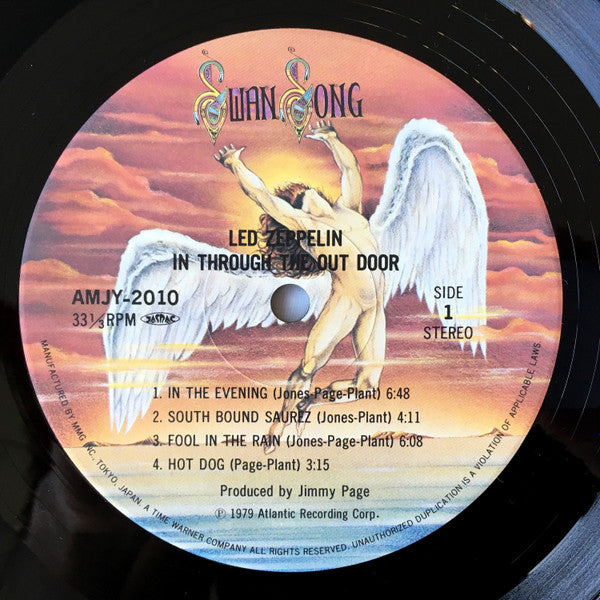 SWAN SONG
LED ZEPPELIN
IN THROUGH THE OUT DOOR
AMJY-2010
33 1/3 RPM JASRAC
SIDE
1
STEREO
1. IN THE EVENING (Jones-Page-Plant) 6:48
2. SOUTH BOUND SAUREZ (Jones-Plant) 4:11
3. FOOL IN THE RAIN (Jones-Page-Plant) 6:08
4. HOT DOG (Page-Plant) 3:15
Produced by Jimmy Page
℗ 1979 Atlantic Recording Corp.
MANUFACTURED BY MMG INC, TOKYO, JAPAN. A TIME WARNER COMPANY ALL RIGHTS RESERVED. UNAUTHORIZED DUPLICATION IS A VIOLATION OF APPLICABLE LAWS.